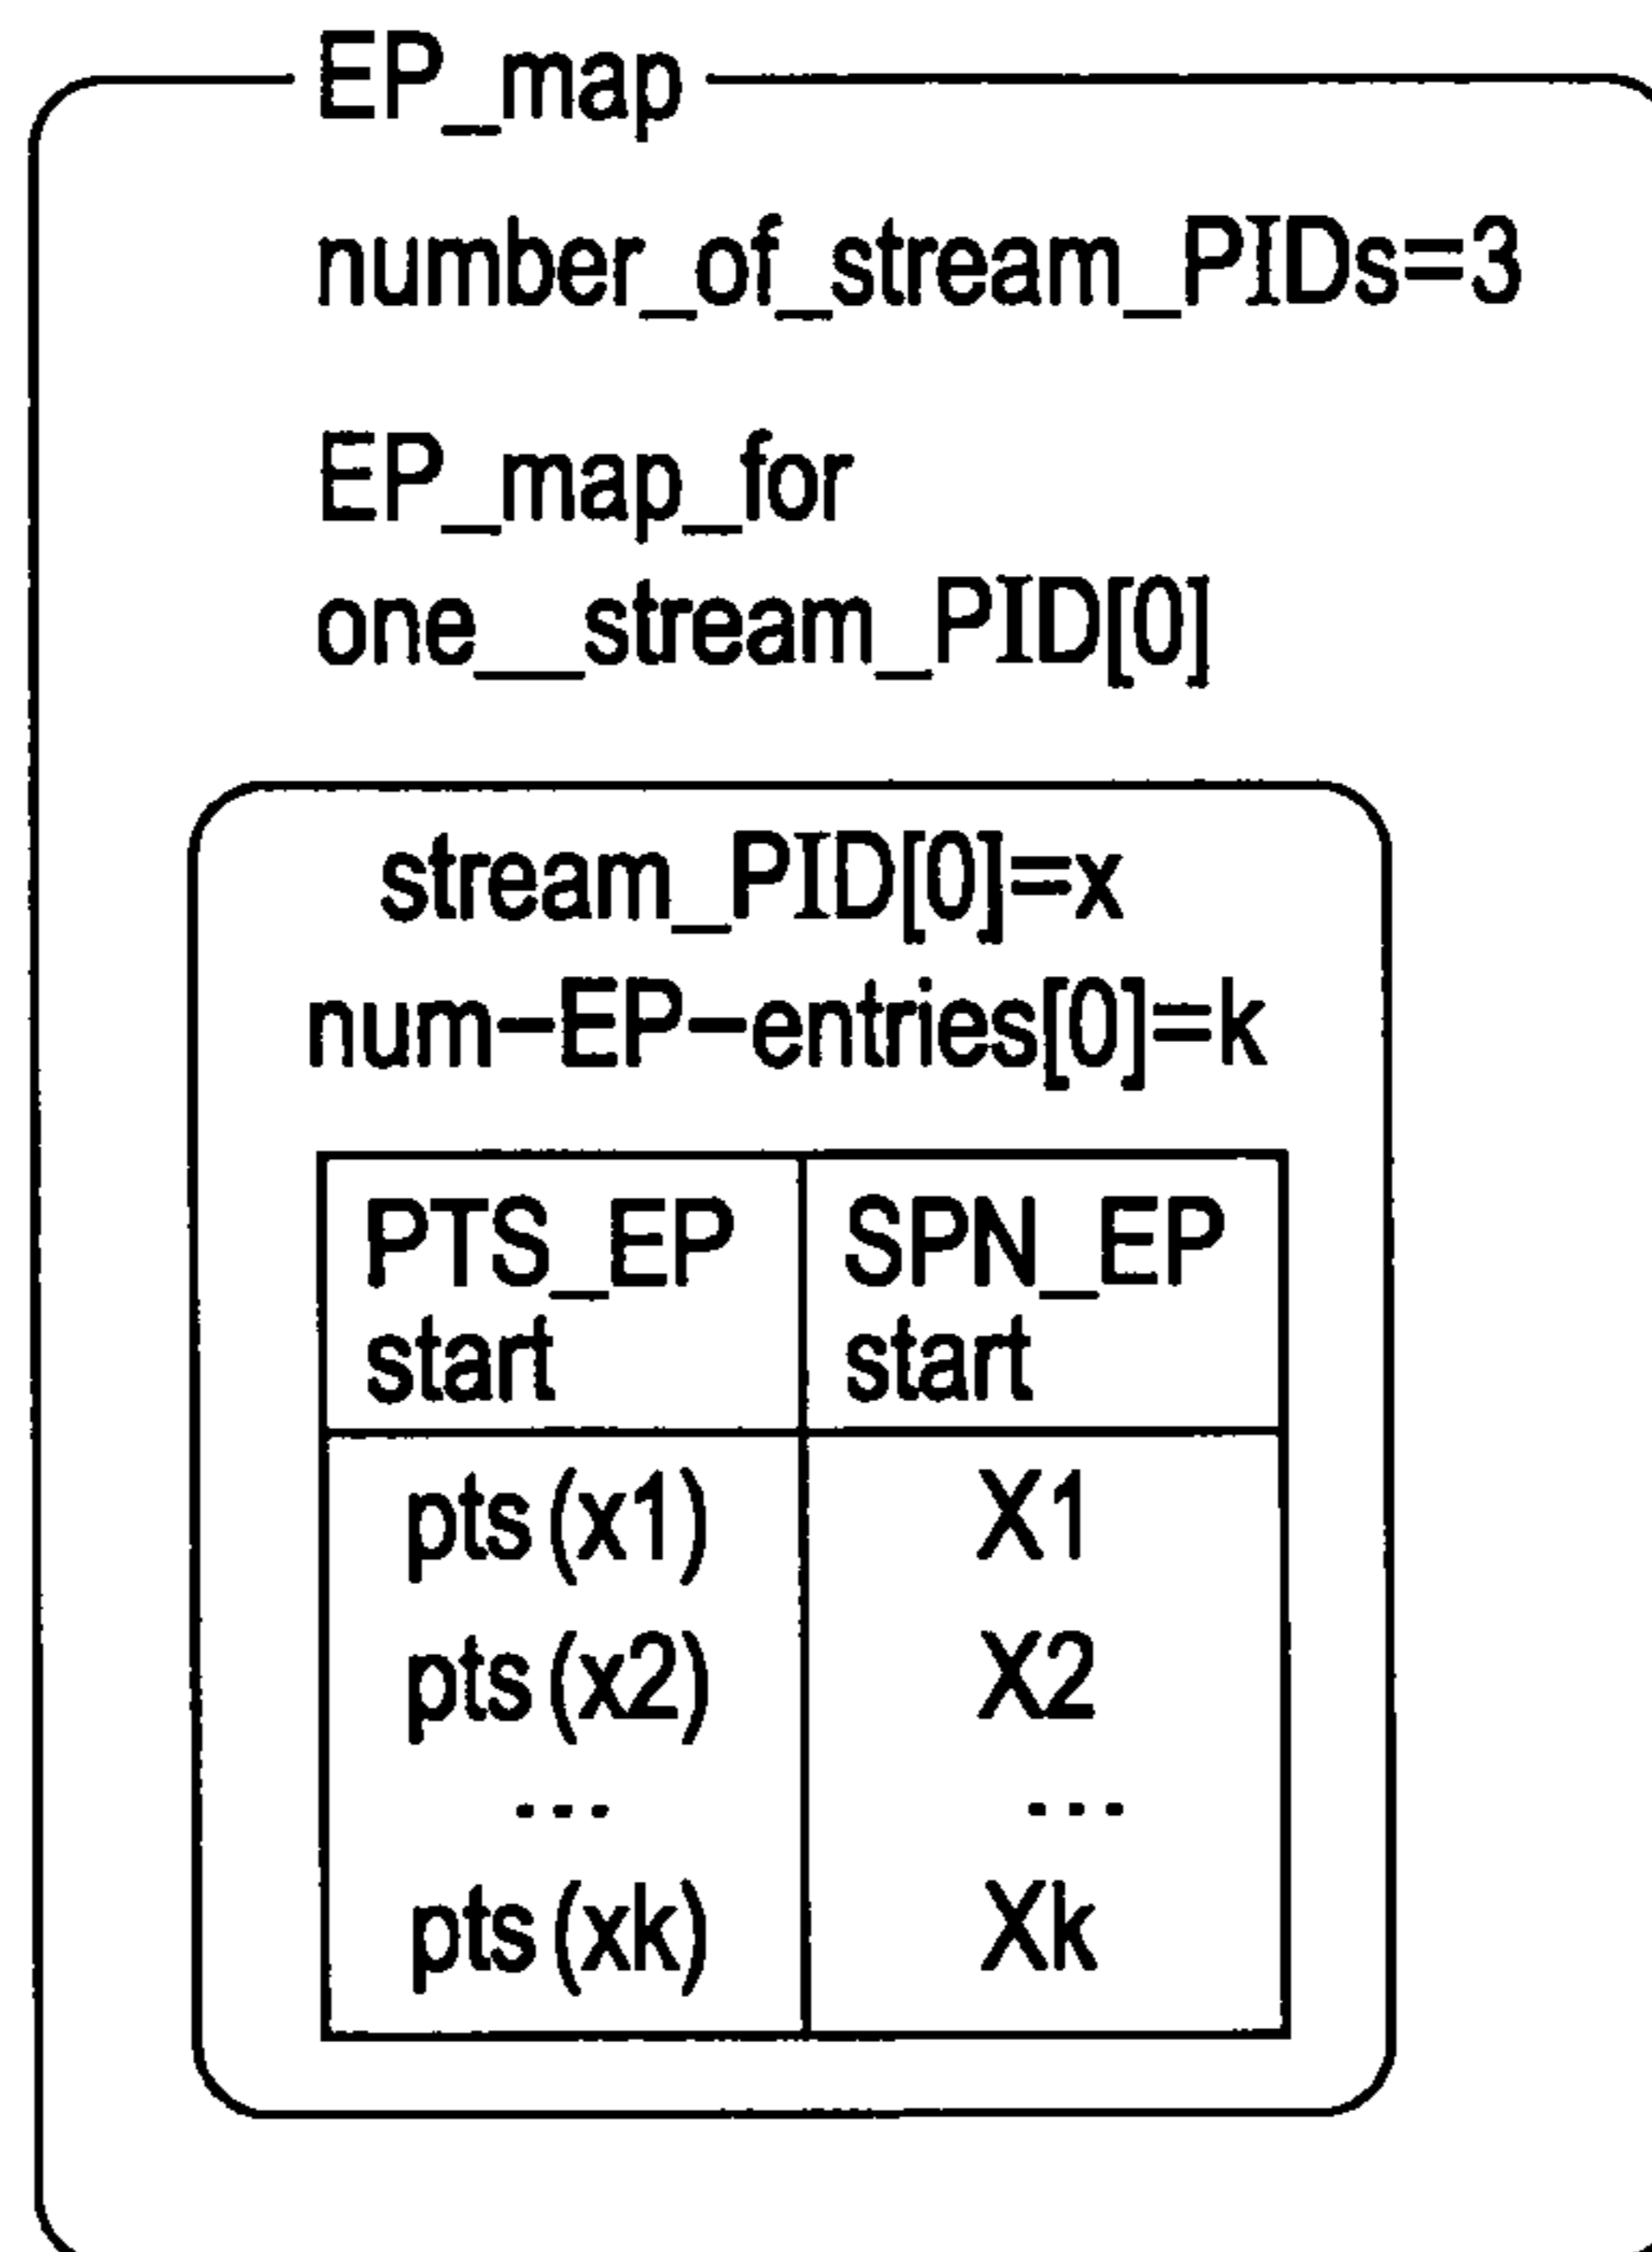 EP_map
number_of_stream_PIDs=3
EP_map_for
one__stream_PID[0]
stream_PID[0]=x
num-EP-entries[0]=k
PTS_EP SPN_EP
start start
pts(x1) X1
pts(x2) X2
... ...
pts(xk) Xk